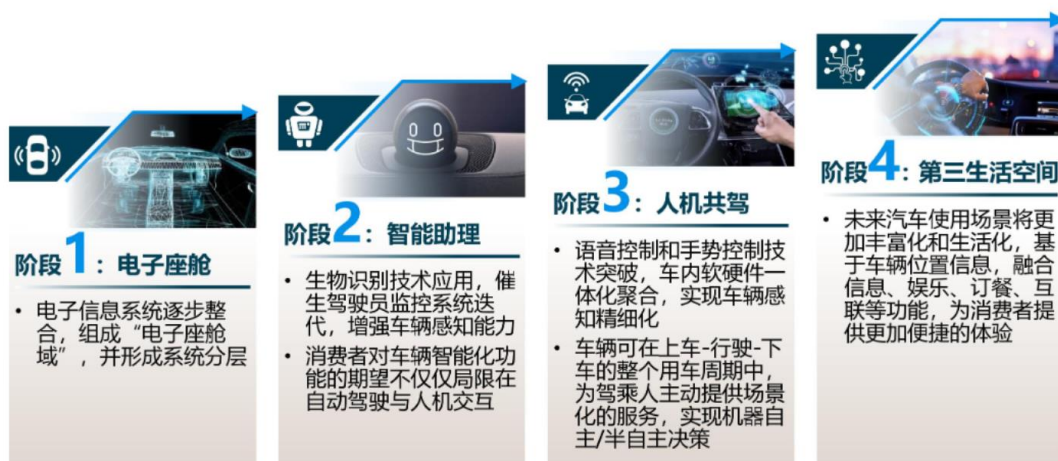 阶段1：电子座舱
• 电子信息系统逐步整
合，组成“电子座舱
域”，并形成系统分层
阶段2：智能助理
• 生物识别技术应用，催
生驾驶员监控系统迭
代，增强车辆感知能力
• 消费者对车辆智能化功
能的期望不仅仅局限在
自动驾驶与人机交互
阶段3：人机共驾
• 语音控制和手势控制技
术突破，车内软硬件一
体化聚合，实现车辆感
知精细化
• 车辆可在上车-行驶-下
车的整个用车周期中，
为驾乘人主动提供场景
化的服务，实现机器自
主/半自主决策
阶段4：第三生活空间
• 未来汽车使用场景将更
加丰富化和生活化，基
于车辆位置信息，融合
信息、娱乐、订餐、互
联等功能，为消费者提
供更加便捷的体验